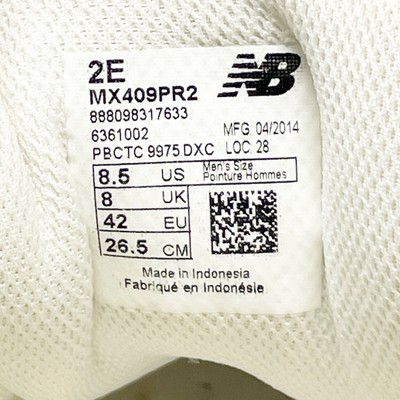 2E
NB
MX409PR2
888098317633
6361002 MFG. 04/2014
PBCTC 9975 DXC LOC. 28
8.5 US Men's Size
Pointure Hommes
8 UK
42 EU
26.5 CM
Made in Indonesia
Fabriqué en Indonésie